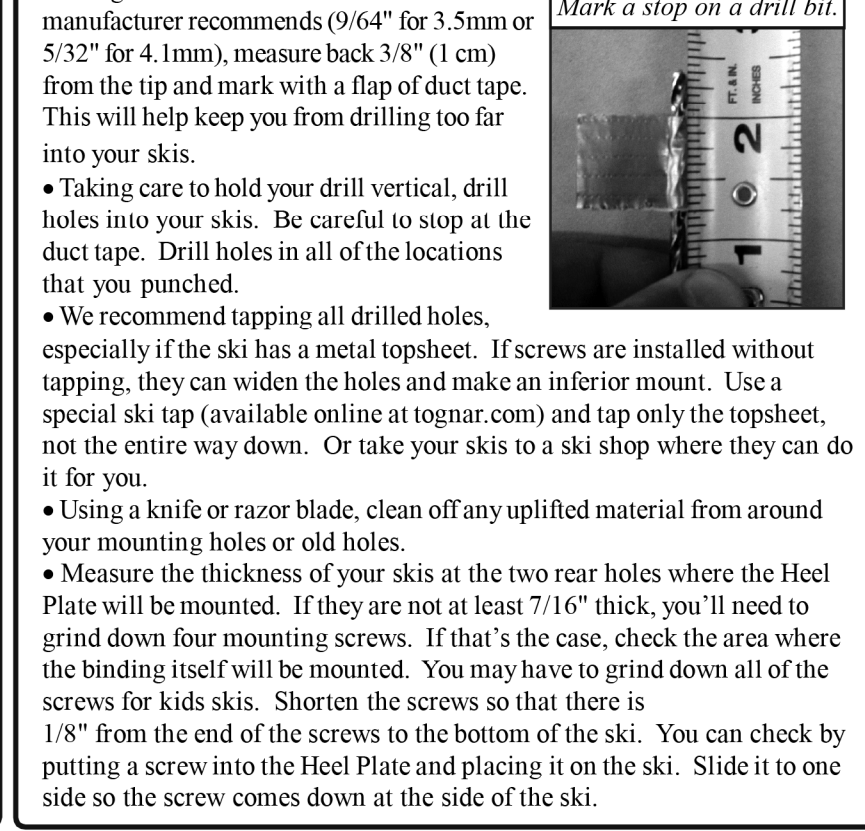 Mark a stop on a drill bit.
manufacturer recommends (9/64" for 3.5mm or
5/32" for 4.1mm), measure back 3/8" (1 cm)
from the tip and mark with a flap of duct tape.
This will help keep you from drilling too far
into your skis.
• Taking care to hold your drill vertical, drill
holes into your skis. Be careful to stop at the
duct tape. Drill holes in all of the locations
that you punched.
FT. & IN.
INCHES
2
1
• We recommend tapping all drilled holes,
especially if the ski has a metal topsheet. If screws are installed without
tapping, they can widen the holes and make an inferior mount. Use a
special ski tap (available online at tognar.com) and tap only the topsheet,
not the entire way down. Or take your skis to a ski shop where they can do
it for you.
• Using a knife or razor blade, clean off any uplifted material from around
your mounting holes or old holes.
• Measure the thickness of your skis at the two rear holes where the Heel
Plate will be mounted. If they are not at least 7/16" thick, you’ll need to
grind down four mounting screws. If that’s the case, check the area where
the binding itself will be mounted. You may have to grind down all of the
screws for kids skis. Shorten the screws so that there is
1/8" from the end of the screws to the bottom of the ski. You can check by
putting a screw into the Heel Plate and placing it on the ski. Slide it to one
side so the screw comes down at the side of the ski.